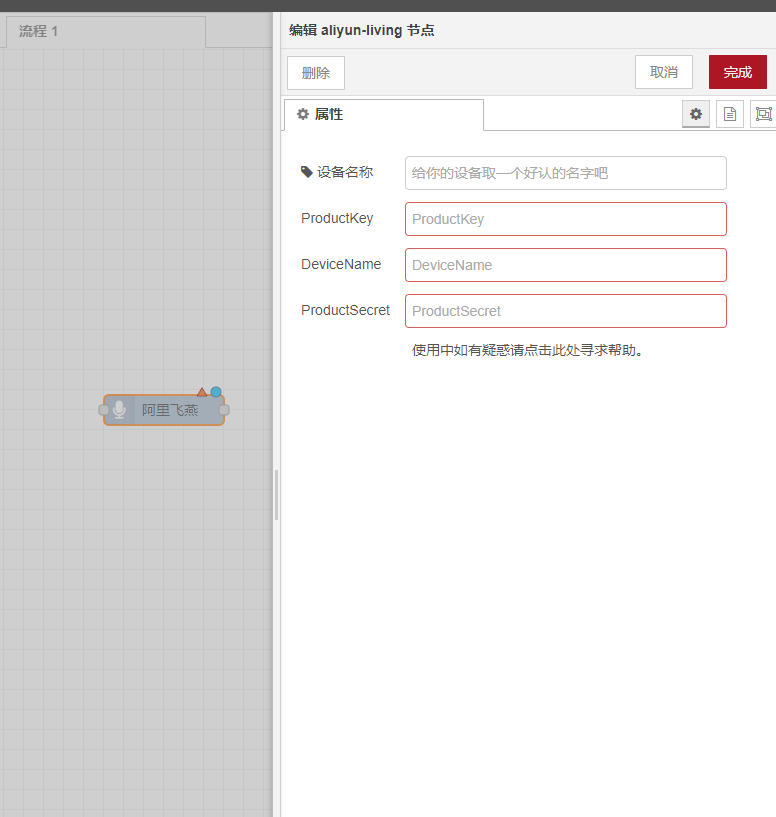 流程 1
编辑 aliyun-living 节点
删除
取消
完成
属性
设备名称
给你的设备取一个好认的名字吧
ProductKey
ProductKey
DeviceName
DeviceName
ProductSecret
ProductSecret
使用中如有疑惑请点击此处寻求帮助。
阿里飞燕